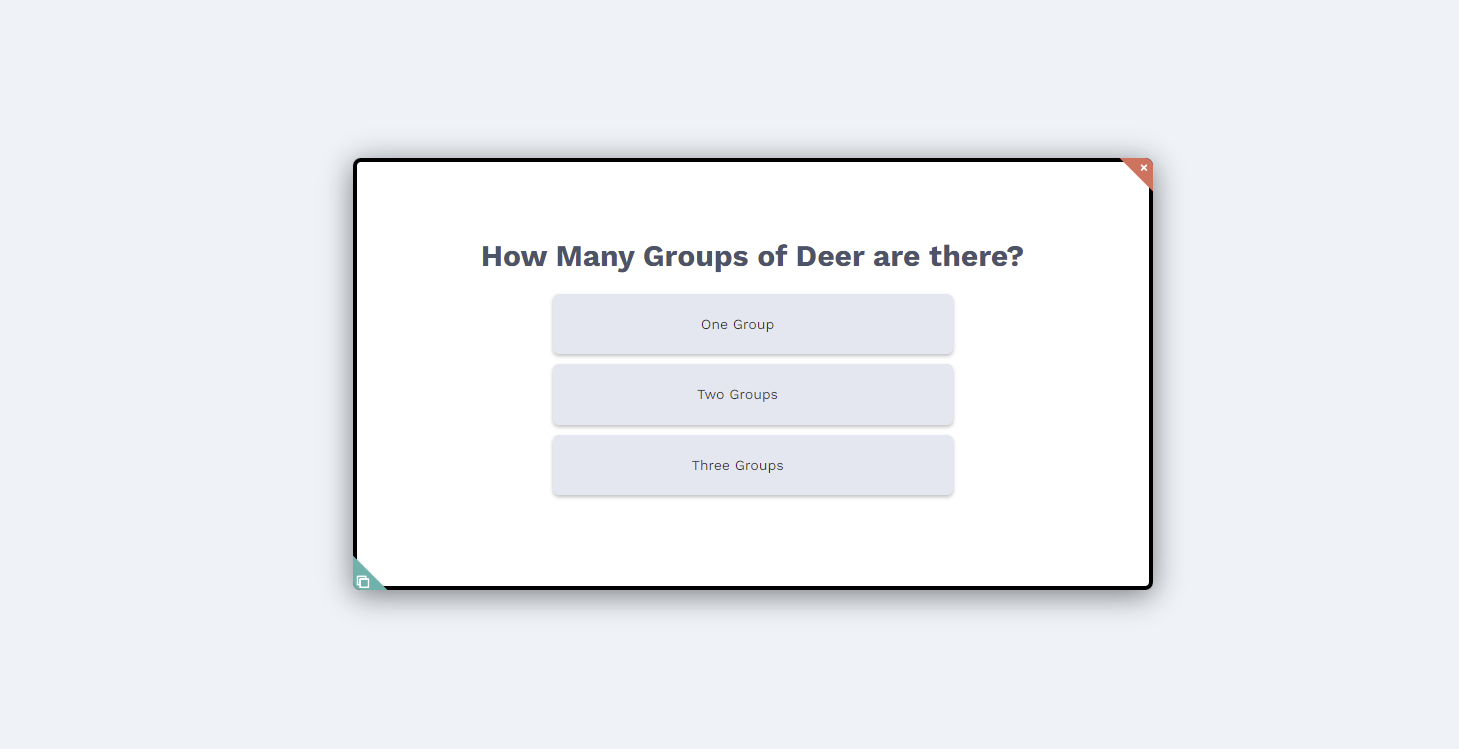 How Many Groups of Deer are there?
One Group
Two Groups
Three Groups